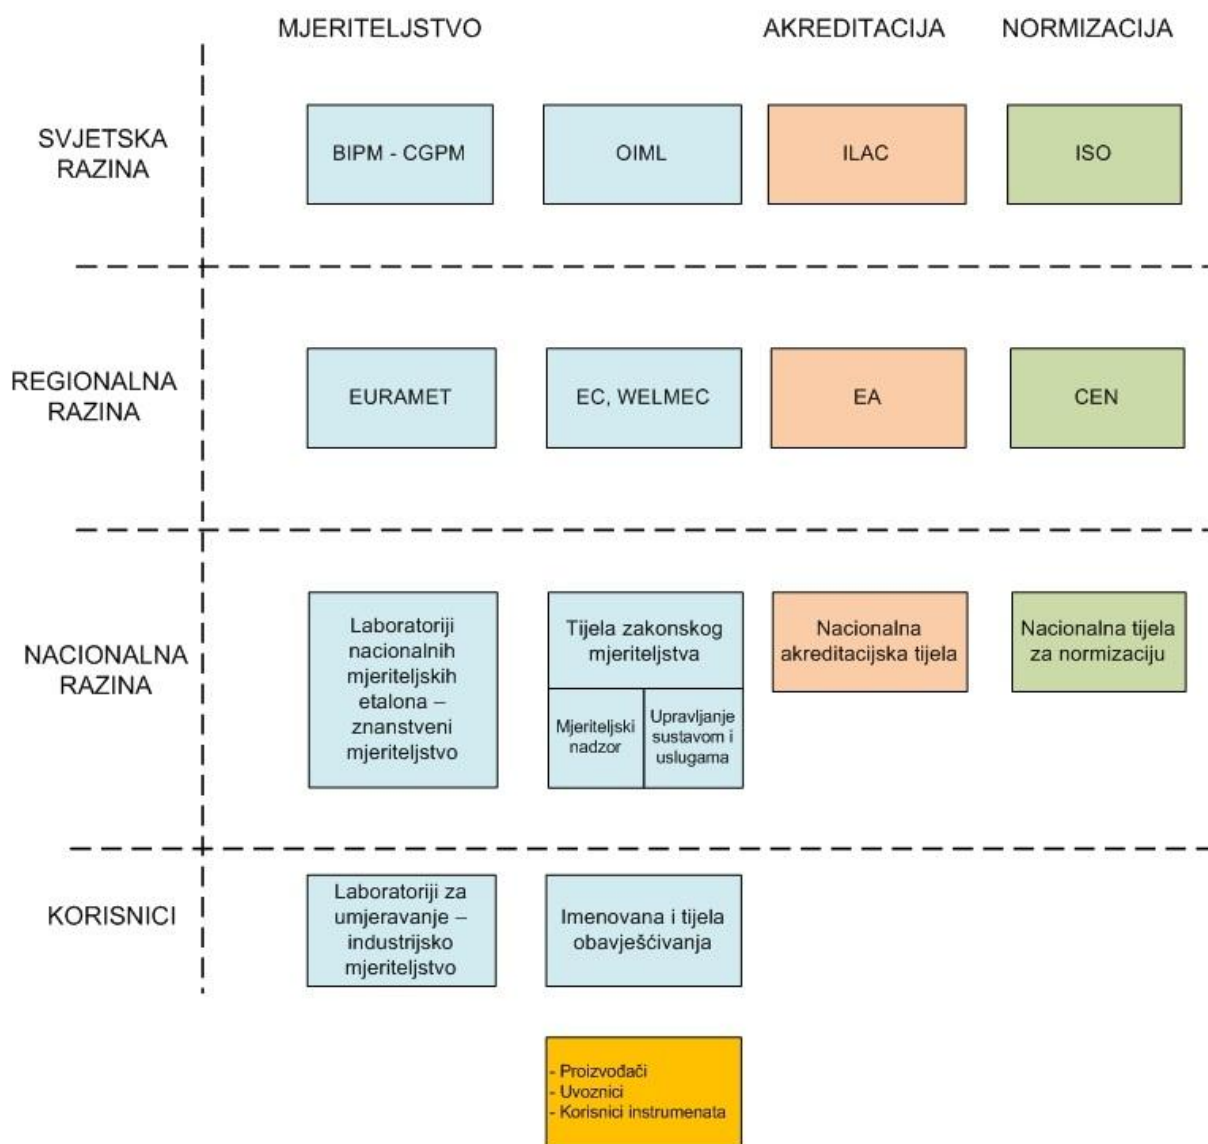 MJERITELJSTVO
AKREDITACIJA
NORMIZACIJA
SVJETSKA
RAZINA
BIPM - CGPM
OIML
ILAC
ISO
REGIONALNA
RAZINA
EURAMET
EC, WELMEC
EA
CEN
NACIONALNA
RAZINA
Laboratoriji
nacionalnih
mjeriteljskih
etalona –
znanstveni
mjeriteljstvo
Tijela zakonskog
mjeriteljstva
Mjeriteljski
nadzor
Upravljanje
sustavom i
uslugama
Nacionalna
akreditacijska tijela
Nacionalna tijela
za normizaciju
KORISNICI
Laboratoriji za
umjeravanje –
industrijsko
mjeriteljstvo
Imenovana i tijela
obavješćivanja
- Proizvođači
- Uvoznici
- Korisnici instrumenata